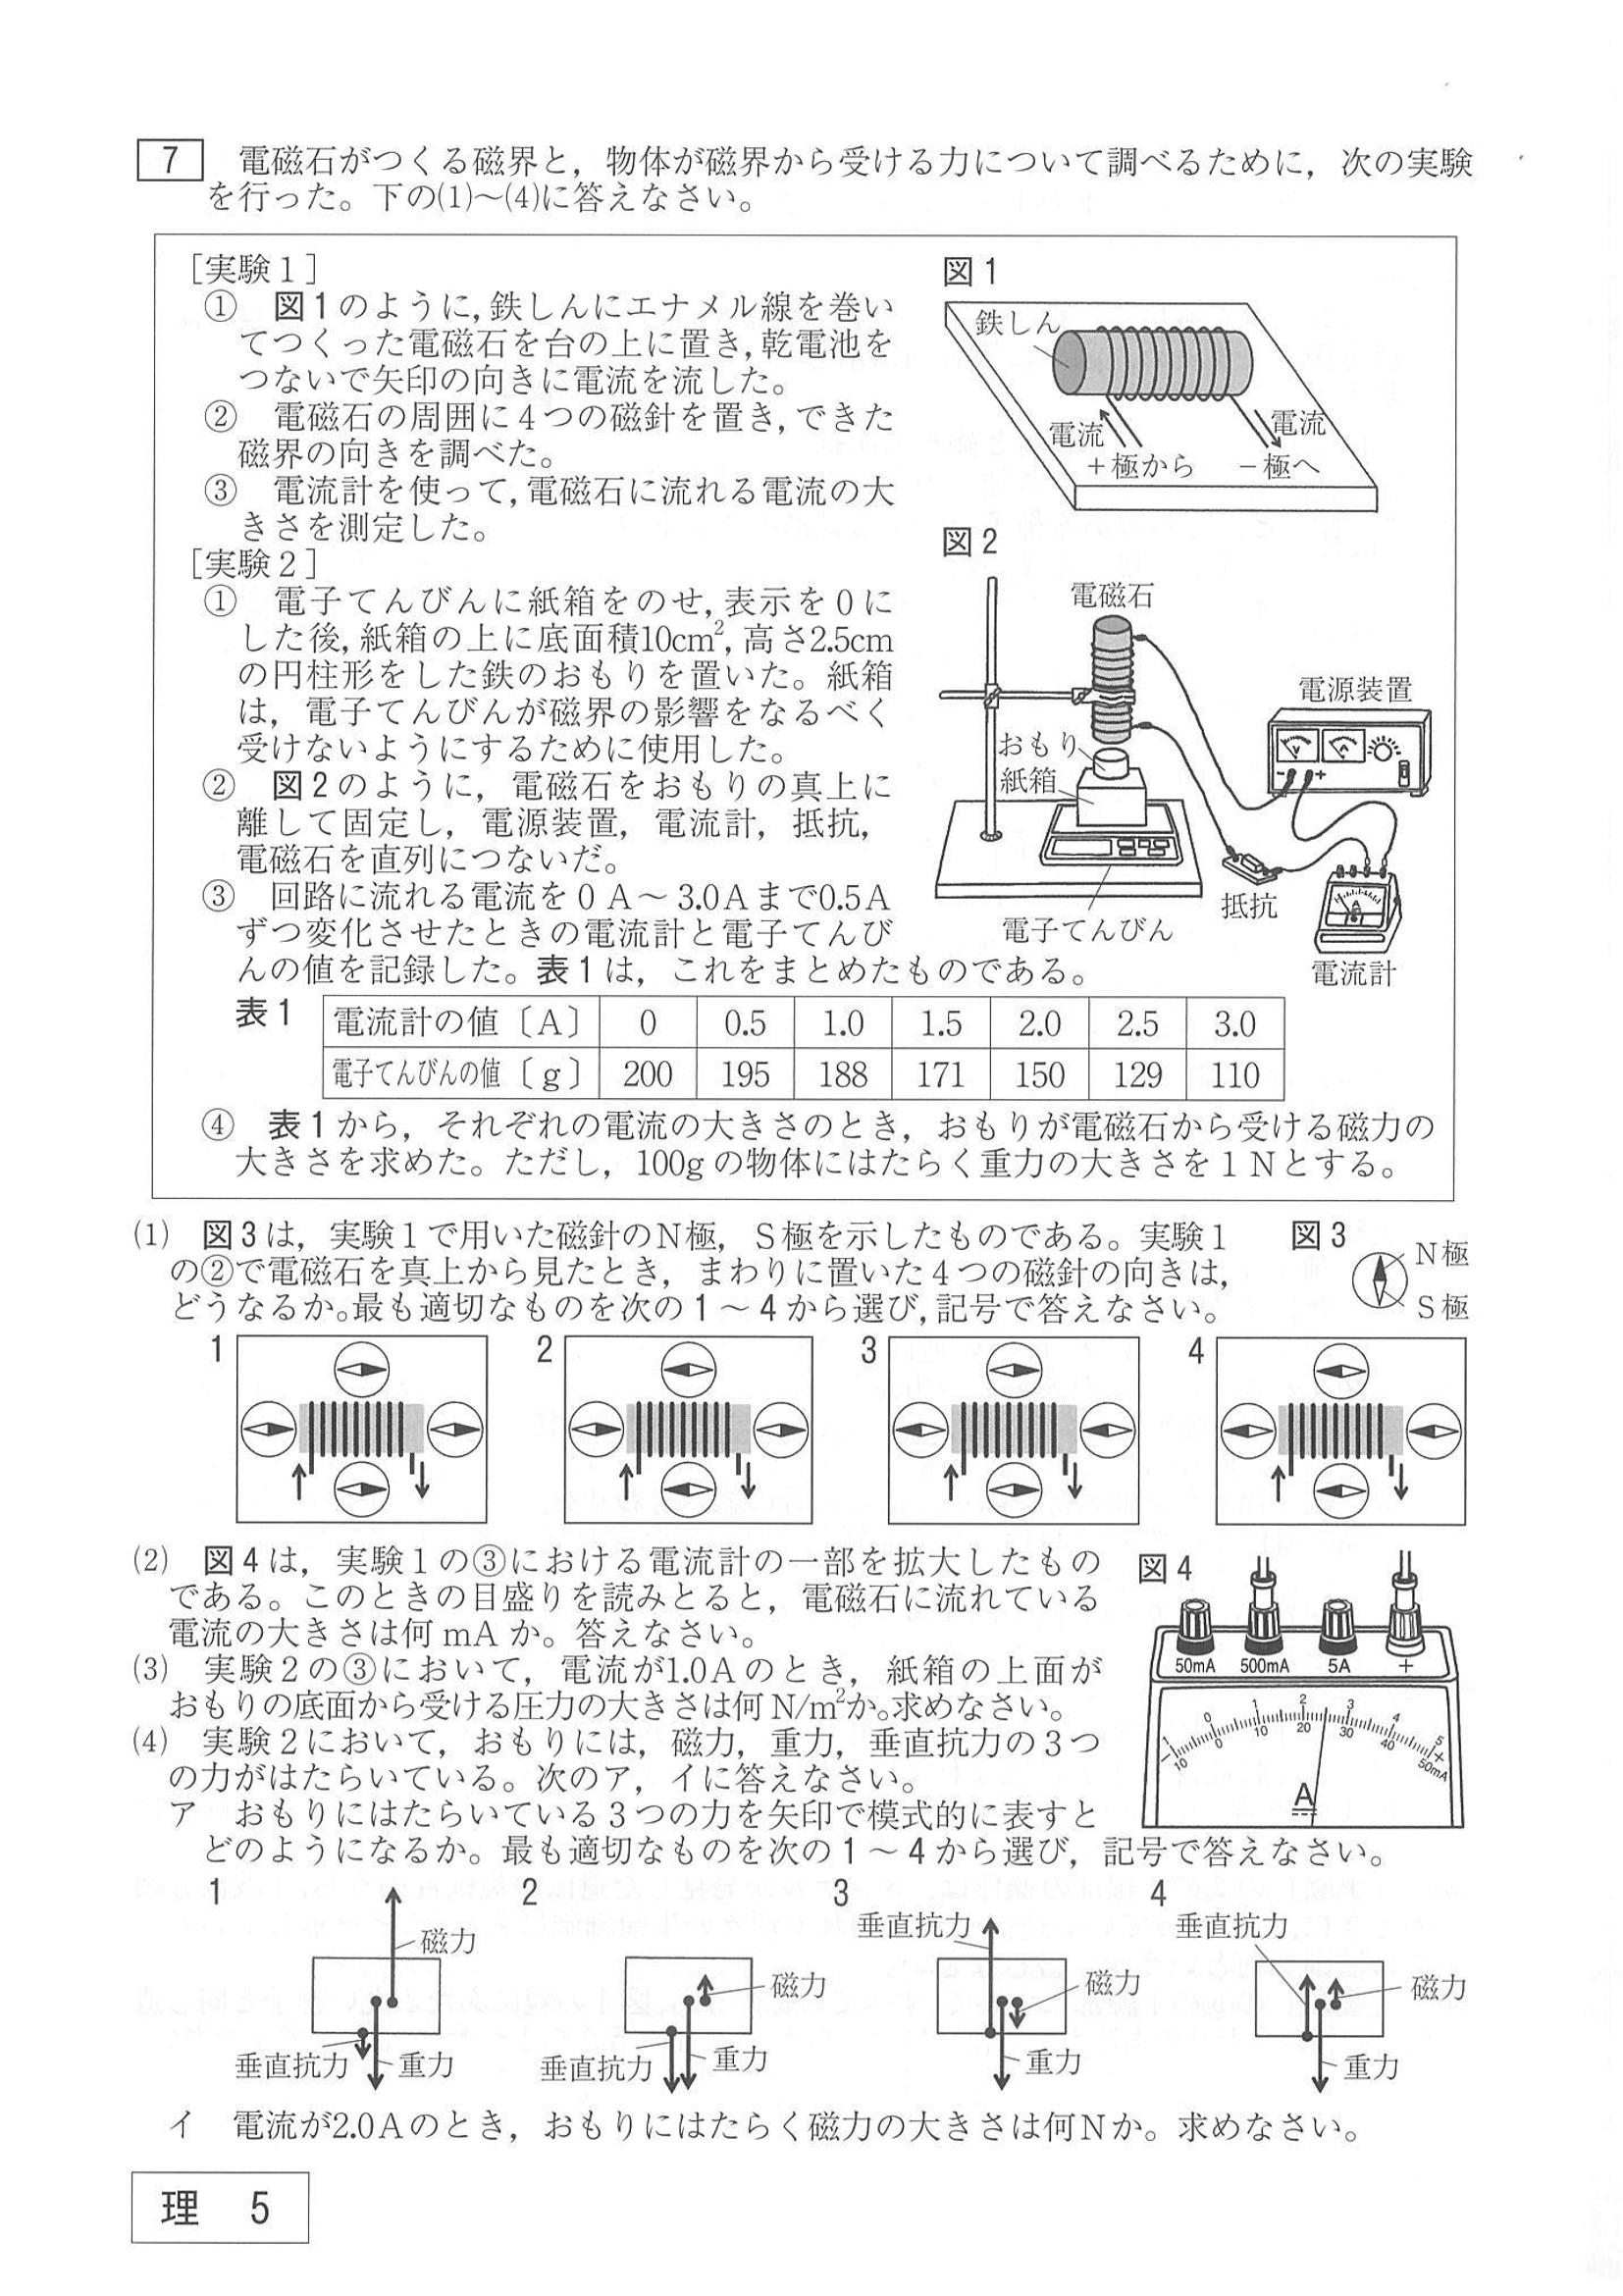 7　電磁石がつくる磁界と，物体が磁界から受ける力について調べるために，次の実験
を行った。下の⑴～⑷に答えなさい。
［実験１］
①　図１のように，鉄しんにエナメル線を巻い
てつくった電磁石を台の上に置き，乾電池を
つないで矢印の向きに電流を流した。
②　電磁石の周囲に４つの磁針を置き，できた
磁界の向きを調べた。
③　電流計を使って，電磁石に流れる電流の大
きさを測定した。
図１
鉄しん
電流
＋極から
電流
－極へ
［実験２］
①　電子てんびんに紙箱をのせ，表示を０に
した後，紙箱の上に底面積10cm²，高さ2.5cm
の円柱形をした鉄のおもりを置いた。紙箱
は，電子てんびんが磁界の影響をなるべく
受けないようにするために使用した。
②　図２のように，電磁石をおもりの真上に
離して固定し，電源装置，電流計，抵抗，
電磁石を直列につないだ。
③　回路に流れる電流を０A～3.0Aまで0.5A
ずつ変化させたときの電流計と電子てんび
んの値を記録した。表１は，これをまとめたものである。
図２
電磁石
電源装置
おもり
紙箱
抵抗
電子てんびん
電流計
表１
電流計の値〔A〕 0 0.5 1.0 1.5 2.0 2.5 3.0
電子てんびんの値〔g〕 200 195 188 171 150 129 110
④　表１から，それぞれの電流の大きさのとき，おもりが電磁石から受ける磁力の
大きさを求めた。ただし，100gの物体にはたらく重力の大きさを１Nとする。
⑴　図３は，実験１で用いた磁針のN極，S極を示したものである。実験１
の②で電磁石を真上から見たとき，まわりに置いた４つの磁針の向きは，
どうなるか。最も適切なものを次の１～４から選び，記号で答えなさい。
図３
N極
S極
1 2 3 4
⑵　図４は，実験１の③における電流計の一部を拡大したもの
である。このときの目盛りを読みとると，電磁石に流れている
電流の大きさは何mAか。答えなさい。
⑶　実験２の③において，電流が1.0Aのとき，紙箱の上面が
おもりの底面から受ける圧力の大きさは何N/m²か。求めなさい。
⑷　実験２において，おもりには，磁力，重力，垂直抗力の３つ
の力がはたらいている。次のア，イに答えなさい。
ア　おもりにはたらいている３つの力を矢印で模式的に表すと
どのようになるか。最も適切なものを次の１～４から選び，記号で答えなさい。
図４
50mA 500mA 5A ＋
1 0 1 2 3 4 5
10 0 10 20 30 40 50mA
A
1
磁力
垂直抗力
重力
2
磁力
垂直抗力
重力
3
垂直抗力
磁力
重力
4
垂直抗力
磁力
重力
イ　電流が2.0Aのとき，おもりにはたらく磁力の大きさは何Nか。求めなさい。
理　5